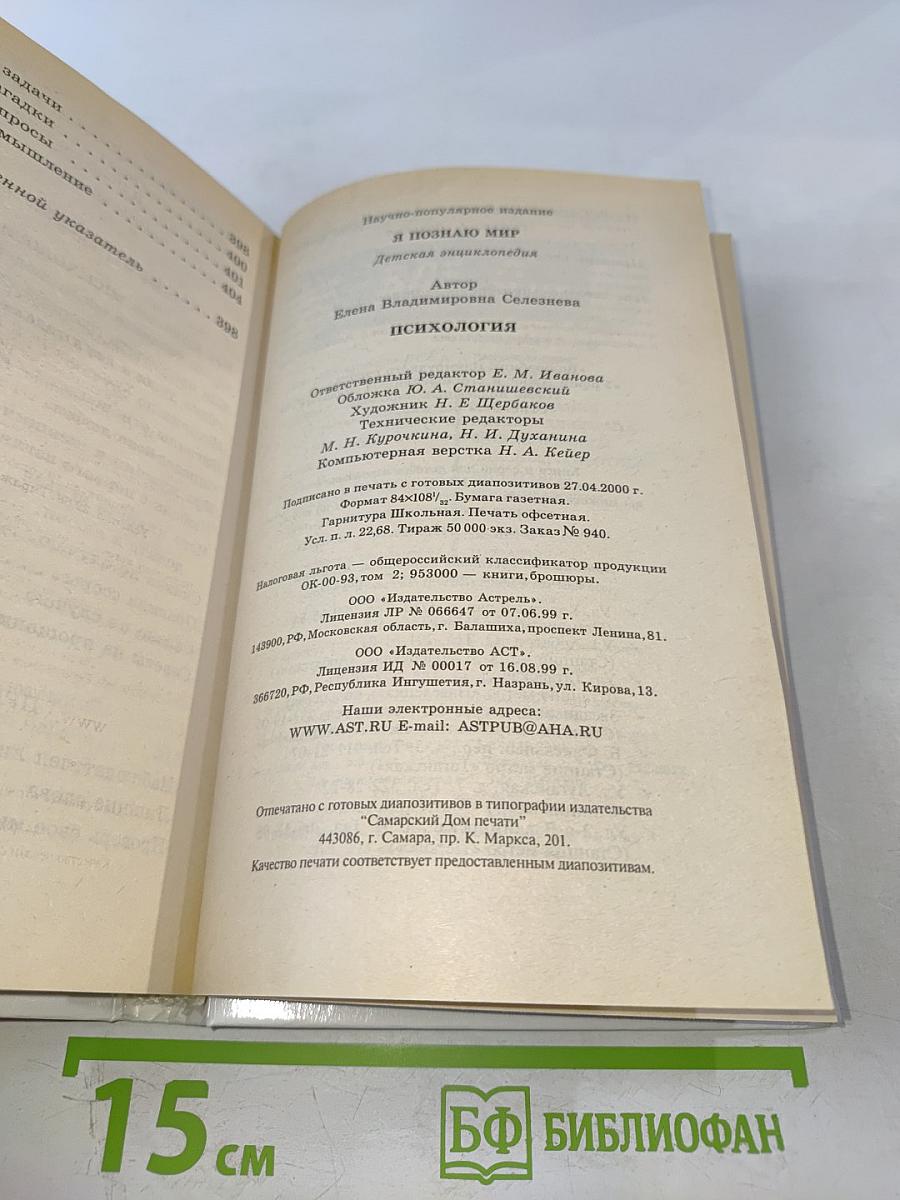 задачи . . .
просы . . .
мышление . . .
енной указатель . . . . .
398
400
401
404
398
Научно-популярное издание
Я ПОЗНАЮ МИР
Детская энциклопедия
Автор
Елена Владимировна Селезнева
ПСИХОЛОГИЯ
Ответственный редактор Е. М. Иванова
Обложка Ю. А. Станишевский
Художник Н. Е Щербаков
Технические редакторы
М. Н. Курочкина, Н. И. Духанина
Компьютерная верстка Н. А. Кейер
Подписано в печать с готовых диапозитивов 27.04.2000 г.
Формат 84×108¹/₃₂. Бумага газетная.
Гарнитура Школьная. Печать офсетная.
Усл. п. л. 22,68. Тираж 50 000 экз. Заказ № 940.
Налоговая льгота — общероссийский классификатор продукции
ОК-00-93, том 2; 953000 — книги, брошюры.
ООО «Издательство Астрель».
Лицензия ЛР № 066647 от 07.06.99 г.
143900, РФ, Московская область, г. Балашиха, проспект Ленина, 81.
ООО «Издательство АСТ».
Лицензия ИД № 00017 от 16.08.99 г.
366720, РФ, Республика Ингушетия, г. Назрань, ул. Кирова, 13.
Наши электронные адреса:
WWW.AST.RU E-mail: ASTPUB@AHA.RU
Отпечатано с готовых диапозитивов в типографии издательства
"Самарский Дом печати"
443086, г. Самара, пр. К. Маркса, 201.
Качество печати соответствует предоставленным диапозитивам.
15 см
БФ БИБЛИОФАН